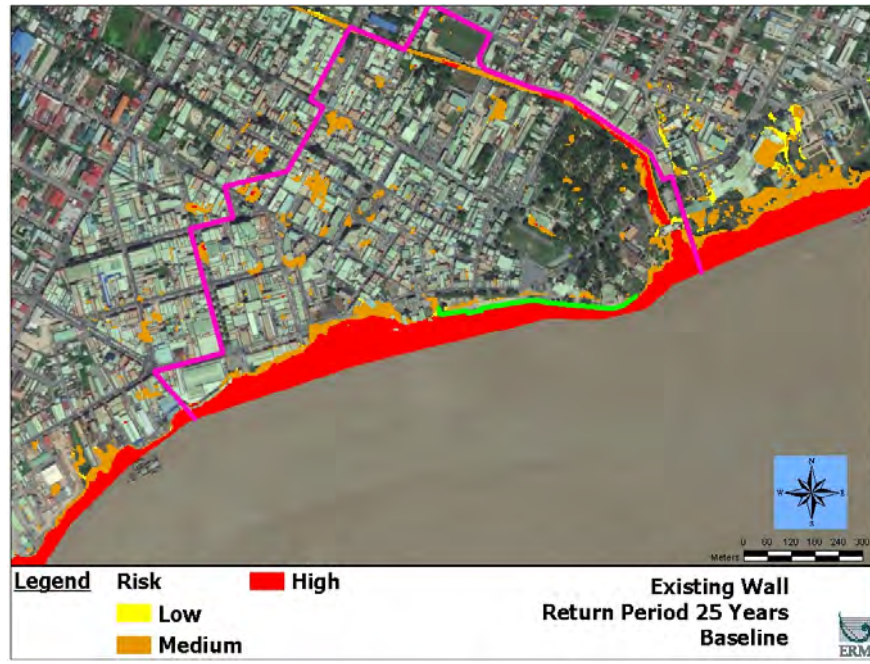 N
W E
S
0 60 120 180 240 300
Meters
Legend Risk High
Low
Medium
Existing Wall
Return Period 25 Years
Baseline
ERM